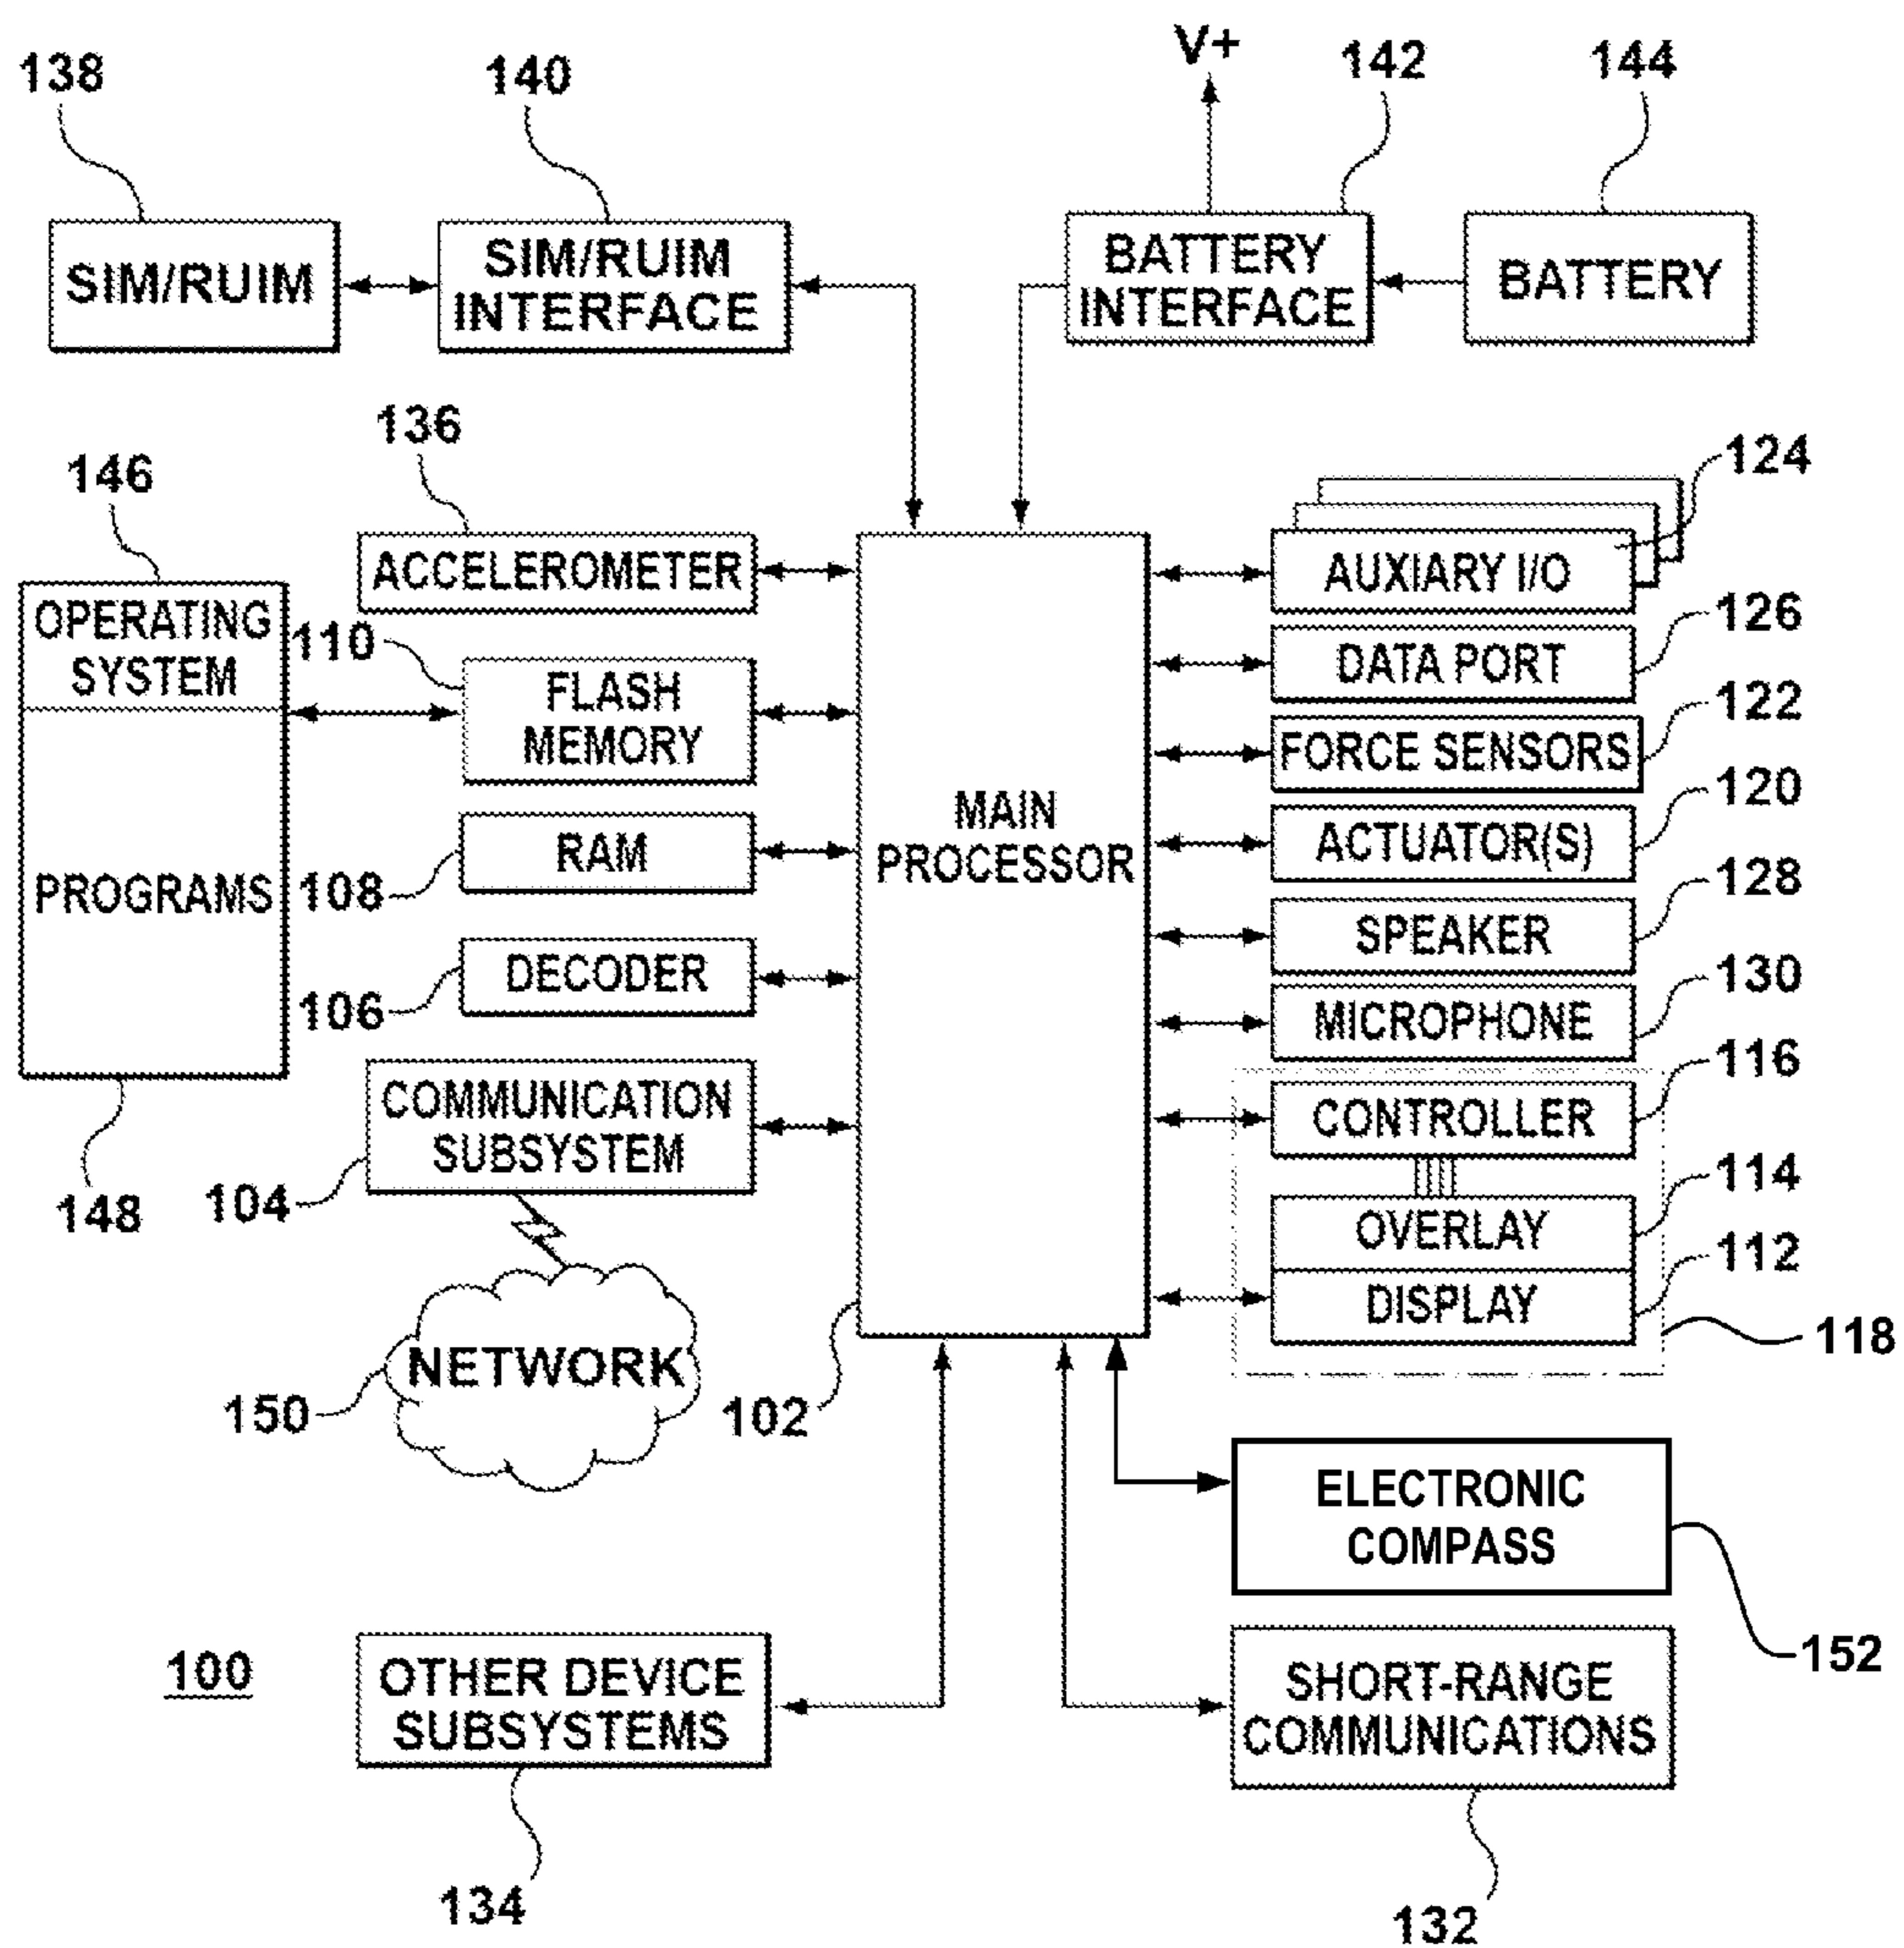 V+
138
140
142
144
SIM/RUIM
SIM/RUIM
INTERFACE
BATTERY
INTERFACE
BATTERY
136
124
146
ACCELEROMETER
AUXIARY I/O
OPERATING
SYSTEM
110
126
FLASH
MEMORY
DATA PORT
122
FORCE SENSORS
MAIN
PROCESSOR
120
ACTUATOR(S)
RAM
108
PROGRAMS
128
SPEAKER
DECODER
106
130
MICROPHONE
116
COMMUNICATION
SUBSYSTEM
CONTROLLER
104
148
114
OVERLAY
112
DISPLAY
118
NETWORK
150
102
ELECTRONIC
COMPASS
152
100
OTHER DEVICE
SUBSYSTEMS
SHORT-RANGE
COMMUNICATIONS
134
132